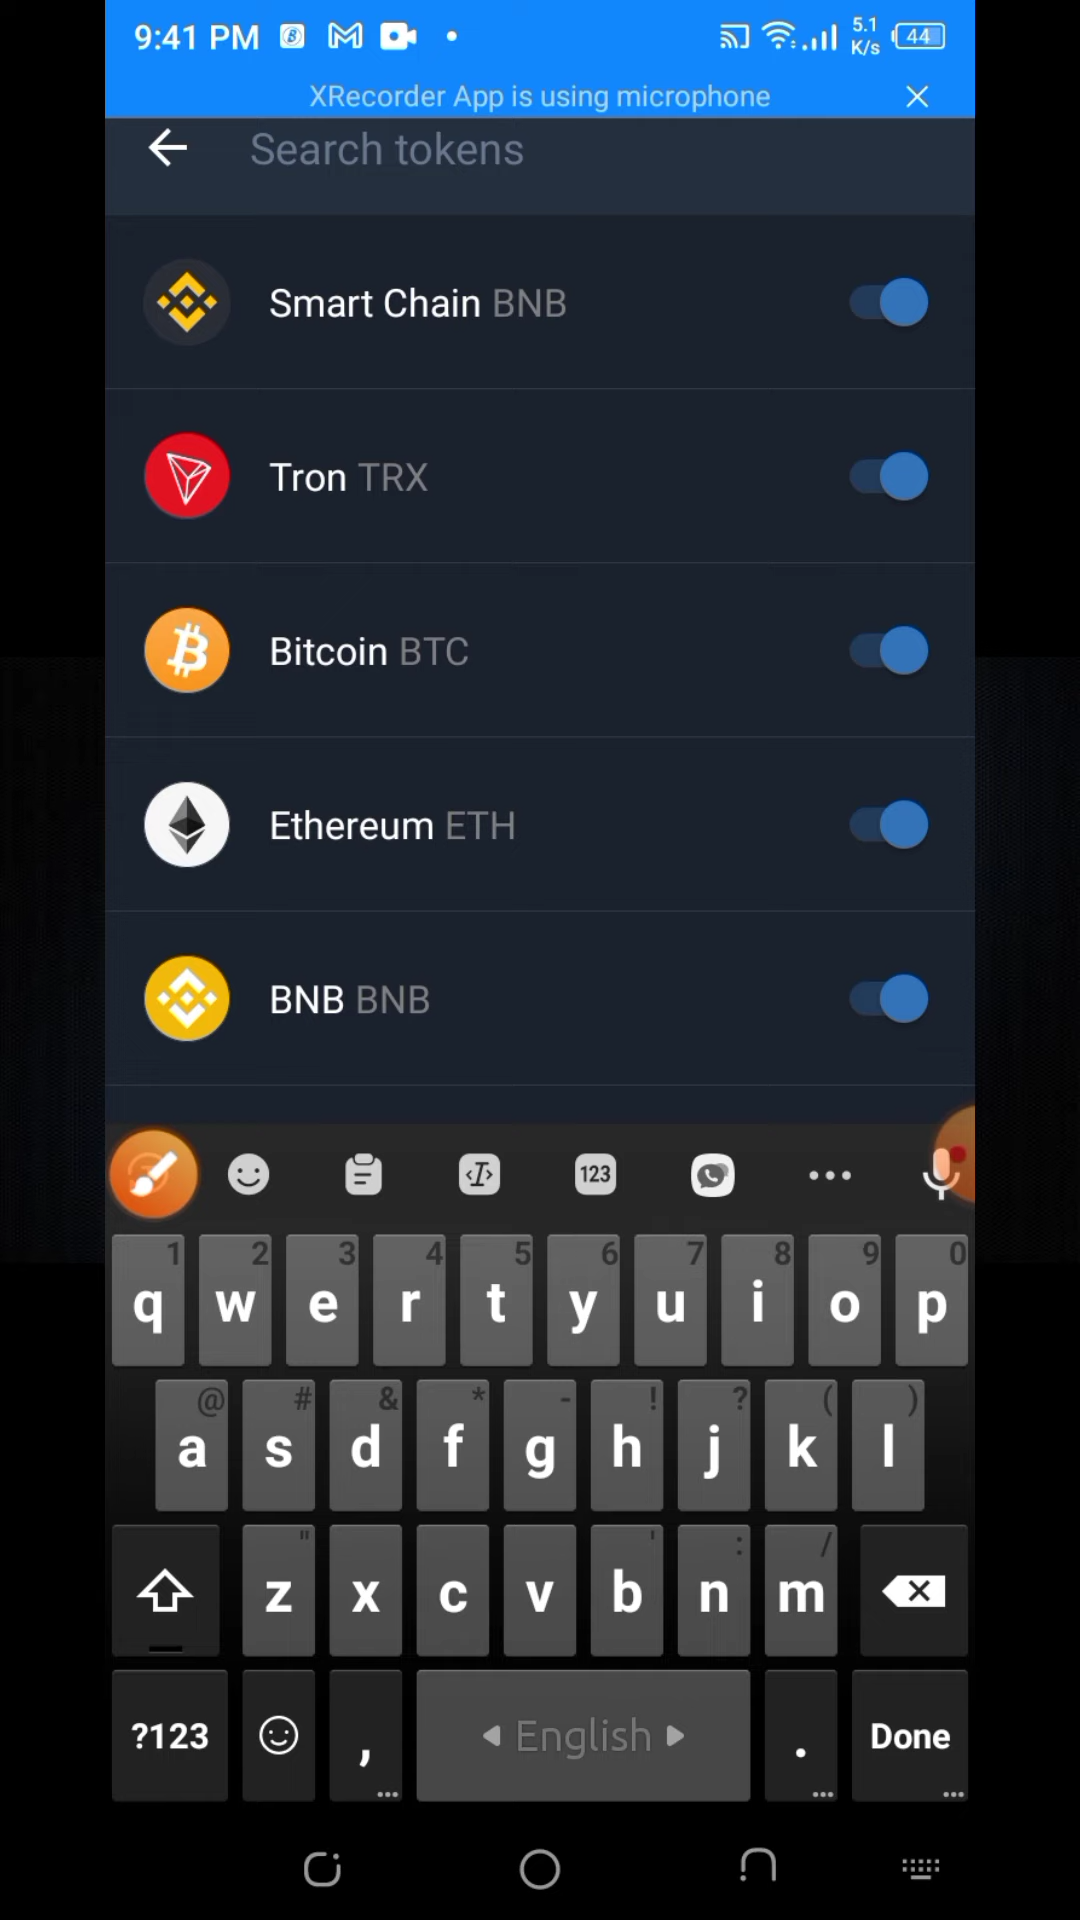 9:41 PM
5.1
K/s
44
XRecorder App is using microphone
Search tokens
Smart Chain BNB
Tron TRX
Bitcoin BTC
Ethereum ETH
BNB BNB
123
1 2 3 4 5 6 7 8 9 0
q w e r t y u i o p
@ # & * - ! ? ( )
a s d f g h j k l
" ' : /
z x c v b n m
?123 , English . Done